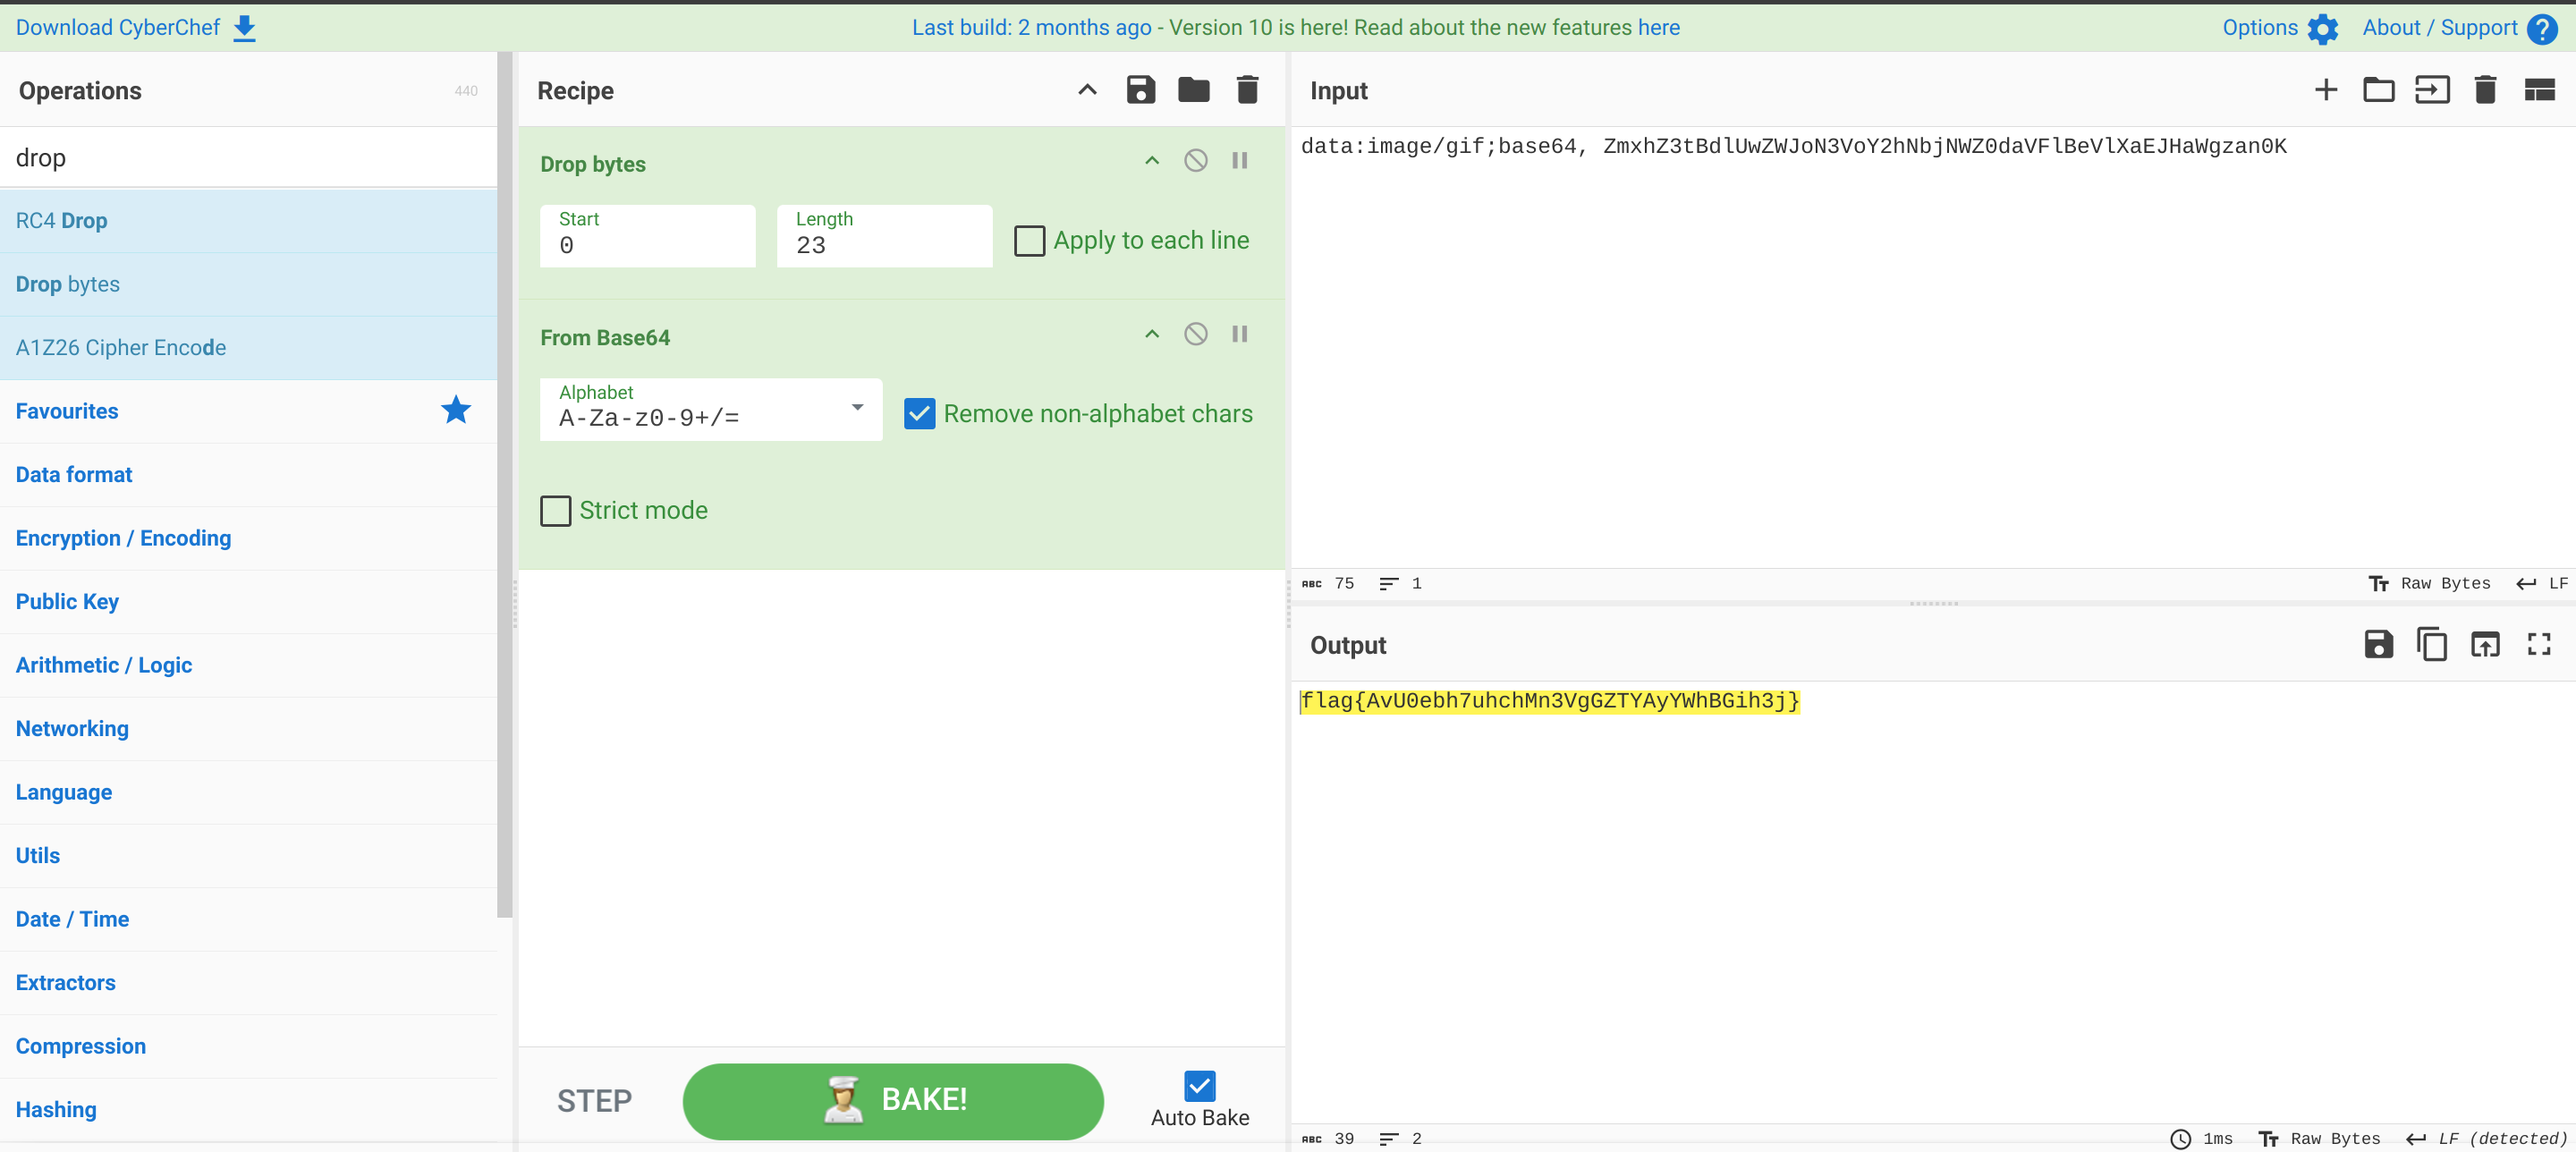 Download CyberChef
Last build: 2 months ago - Version 10 is here! Read about the new features here
Options
About / Support
Operations
440
drop
RC4 Drop
Drop bytes
A1Z26 Cipher Encode
Favourites
Data format
Encryption / Encoding
Public Key
Arithmetic / Logic
Networking
Language
Utils
Date / Time
Extractors
Compression
Hashing
Recipe
Drop bytes
Start
0
Length
23
Apply to each line
From Base64
Alphabet
A-Za-z0-9+/=
Remove non-alphabet chars
Strict mode
STEP
BAKE!
Auto Bake
Input
data:image/gif;base64, ZmxhZ3tBdlUwZWJoN3VoY2hNbjNWZ0daVFlBeVlXaEJHaWgzan0K
ABC 75
1
Raw Bytes
LF
Output
flag{AvU0ebh7uhchMn3VgGZTYAyYWhBGih3j}
ABC 39
2
1ms
Raw Bytes
LF (detected)